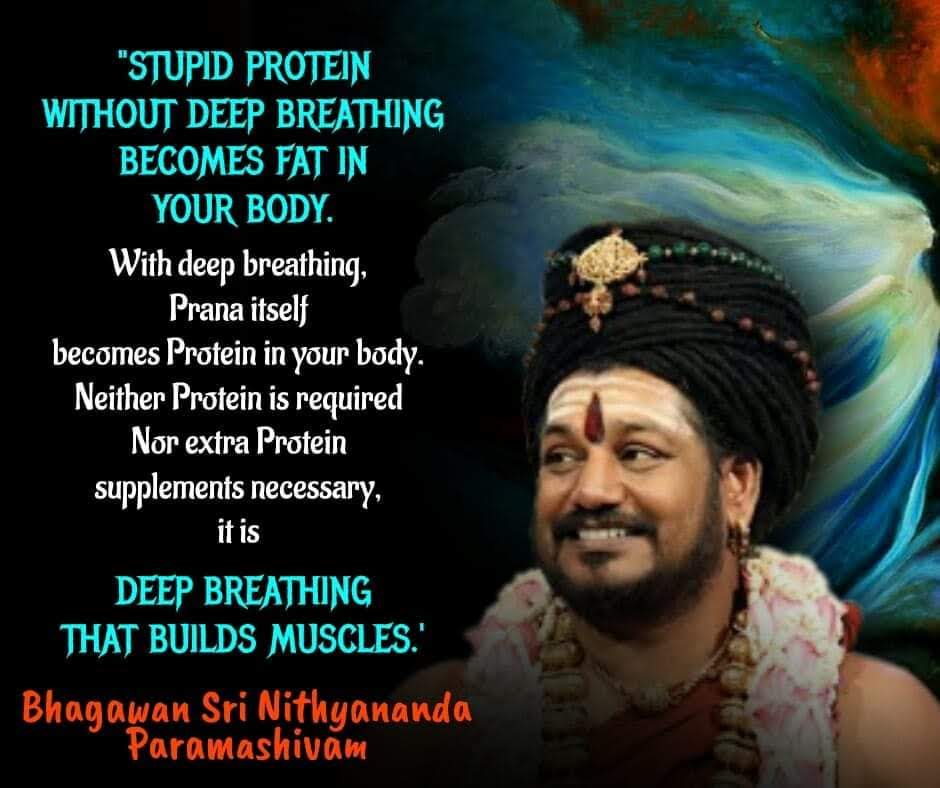 "STUPID PROTEIN
WITHOUT DEEP BREATHING
BECOMES FAT IN
YOUR BODY.
With deep breathing,
Prana itself
becomes Protein in your body.
Neither Protein is required
Nor extra Protein
supplements necessary,
it is
DEEP BREATHING
THAT BUILDS MUSCLES.'
Bhagawan Sri Nithyananda
Paramashivam